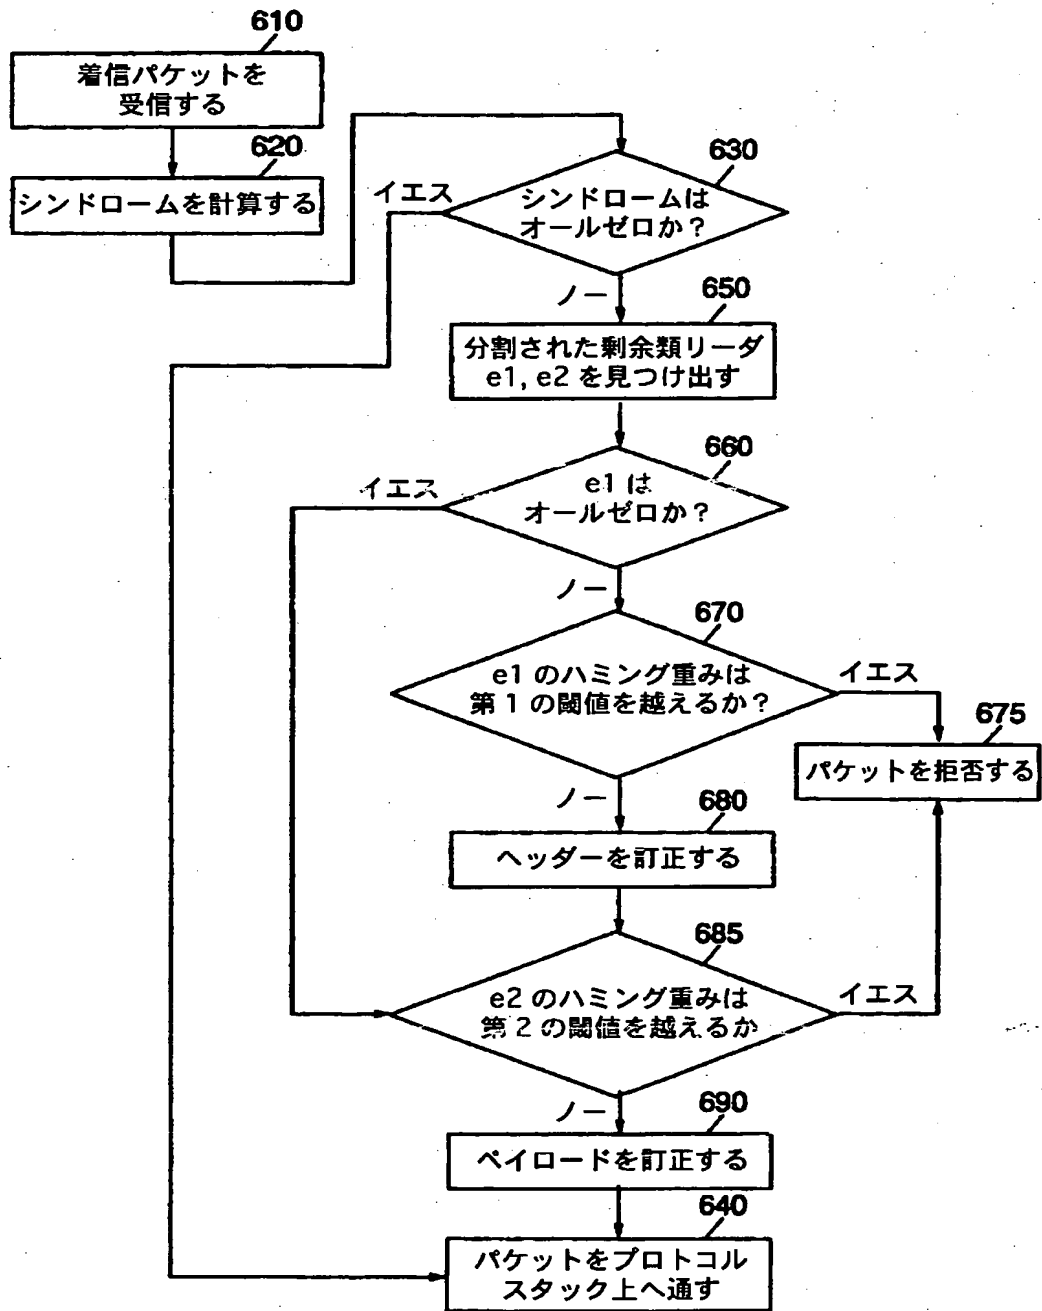 610
着信パケットを
受信する
620
シンドロームを計算する
630
イエス
シンドロームは
オールゼロか？
ノー
650
分割された剰余類リーダ
e1, e2 を見つけ出す
660
イエス
e1 は
オールゼロか？
ノー
670
e1 のハミング重みは
第 1 の閾値を越えるか？
イエス
675
パケットを拒否する
ノー
680
ヘッダーを訂正する
685
e2 のハミング重みは
第 2 の閾値を越えるか
イエス
ノー
690
ペイロードを訂正する
640
パケットをプロトコル
スタック上へ通す